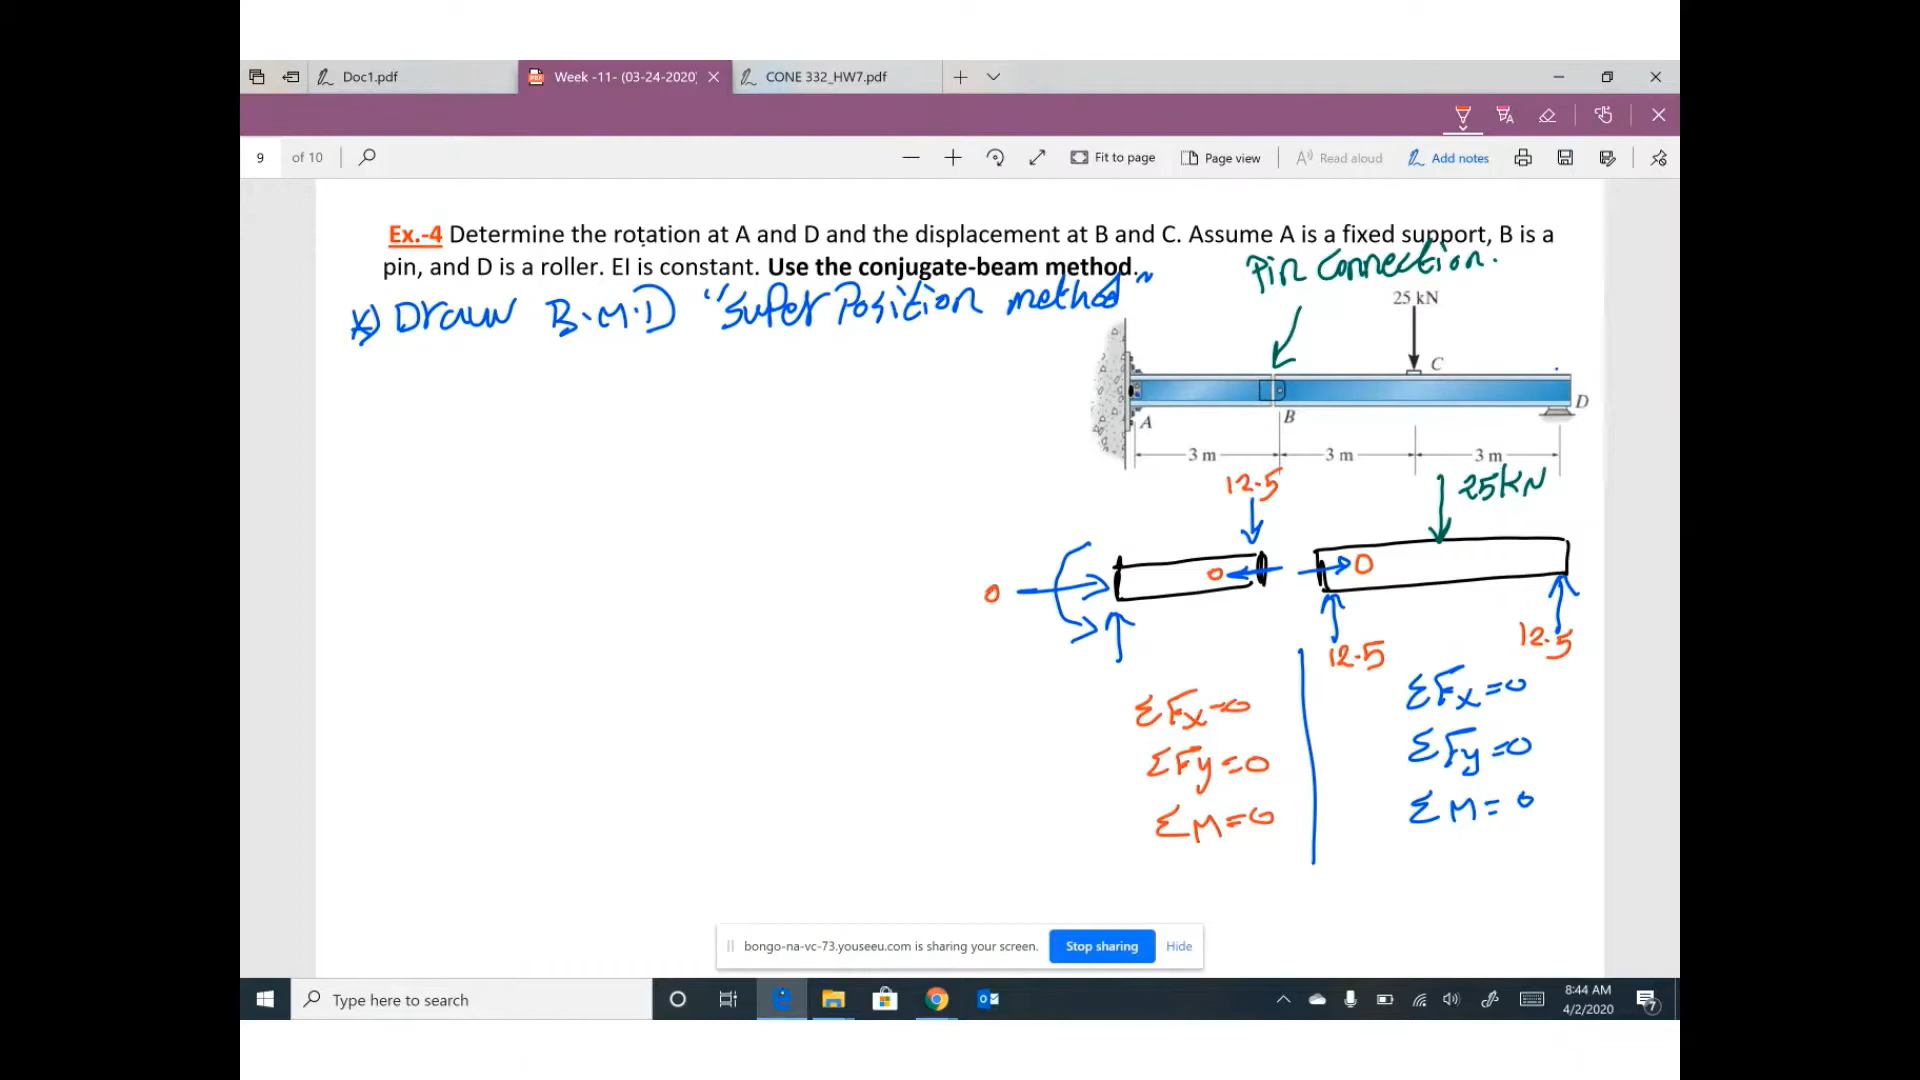 Doc1.pdf
Week -11- (03-24-2020)
CONE 332_HW7.pdf
9 of 10
Fit to page
Page view
Read aloud
Add notes
Ex.-4 Determine the rotation at A and D and the displacement at B and C. Assume A is a fixed support, B is a
pin, and D is a roller. EI is constant. Use the conjugate-beam method.
Pin Connection.
*) Draw B.M.D "Super Position method"
25 kN
C
A
B
D
3 m
3 m
3 m
12.5
25KN
0
0
0
12.5
12.5
ΣFx=0
ΣFy=0
ΣM=0
ΣFx=0
ΣFy=0
ΣM=0
bongo-na-vc-73.youseeu.com is sharing your screen.
Stop sharing
Hide
Type here to search
8:44 AM
4/2/2020
7